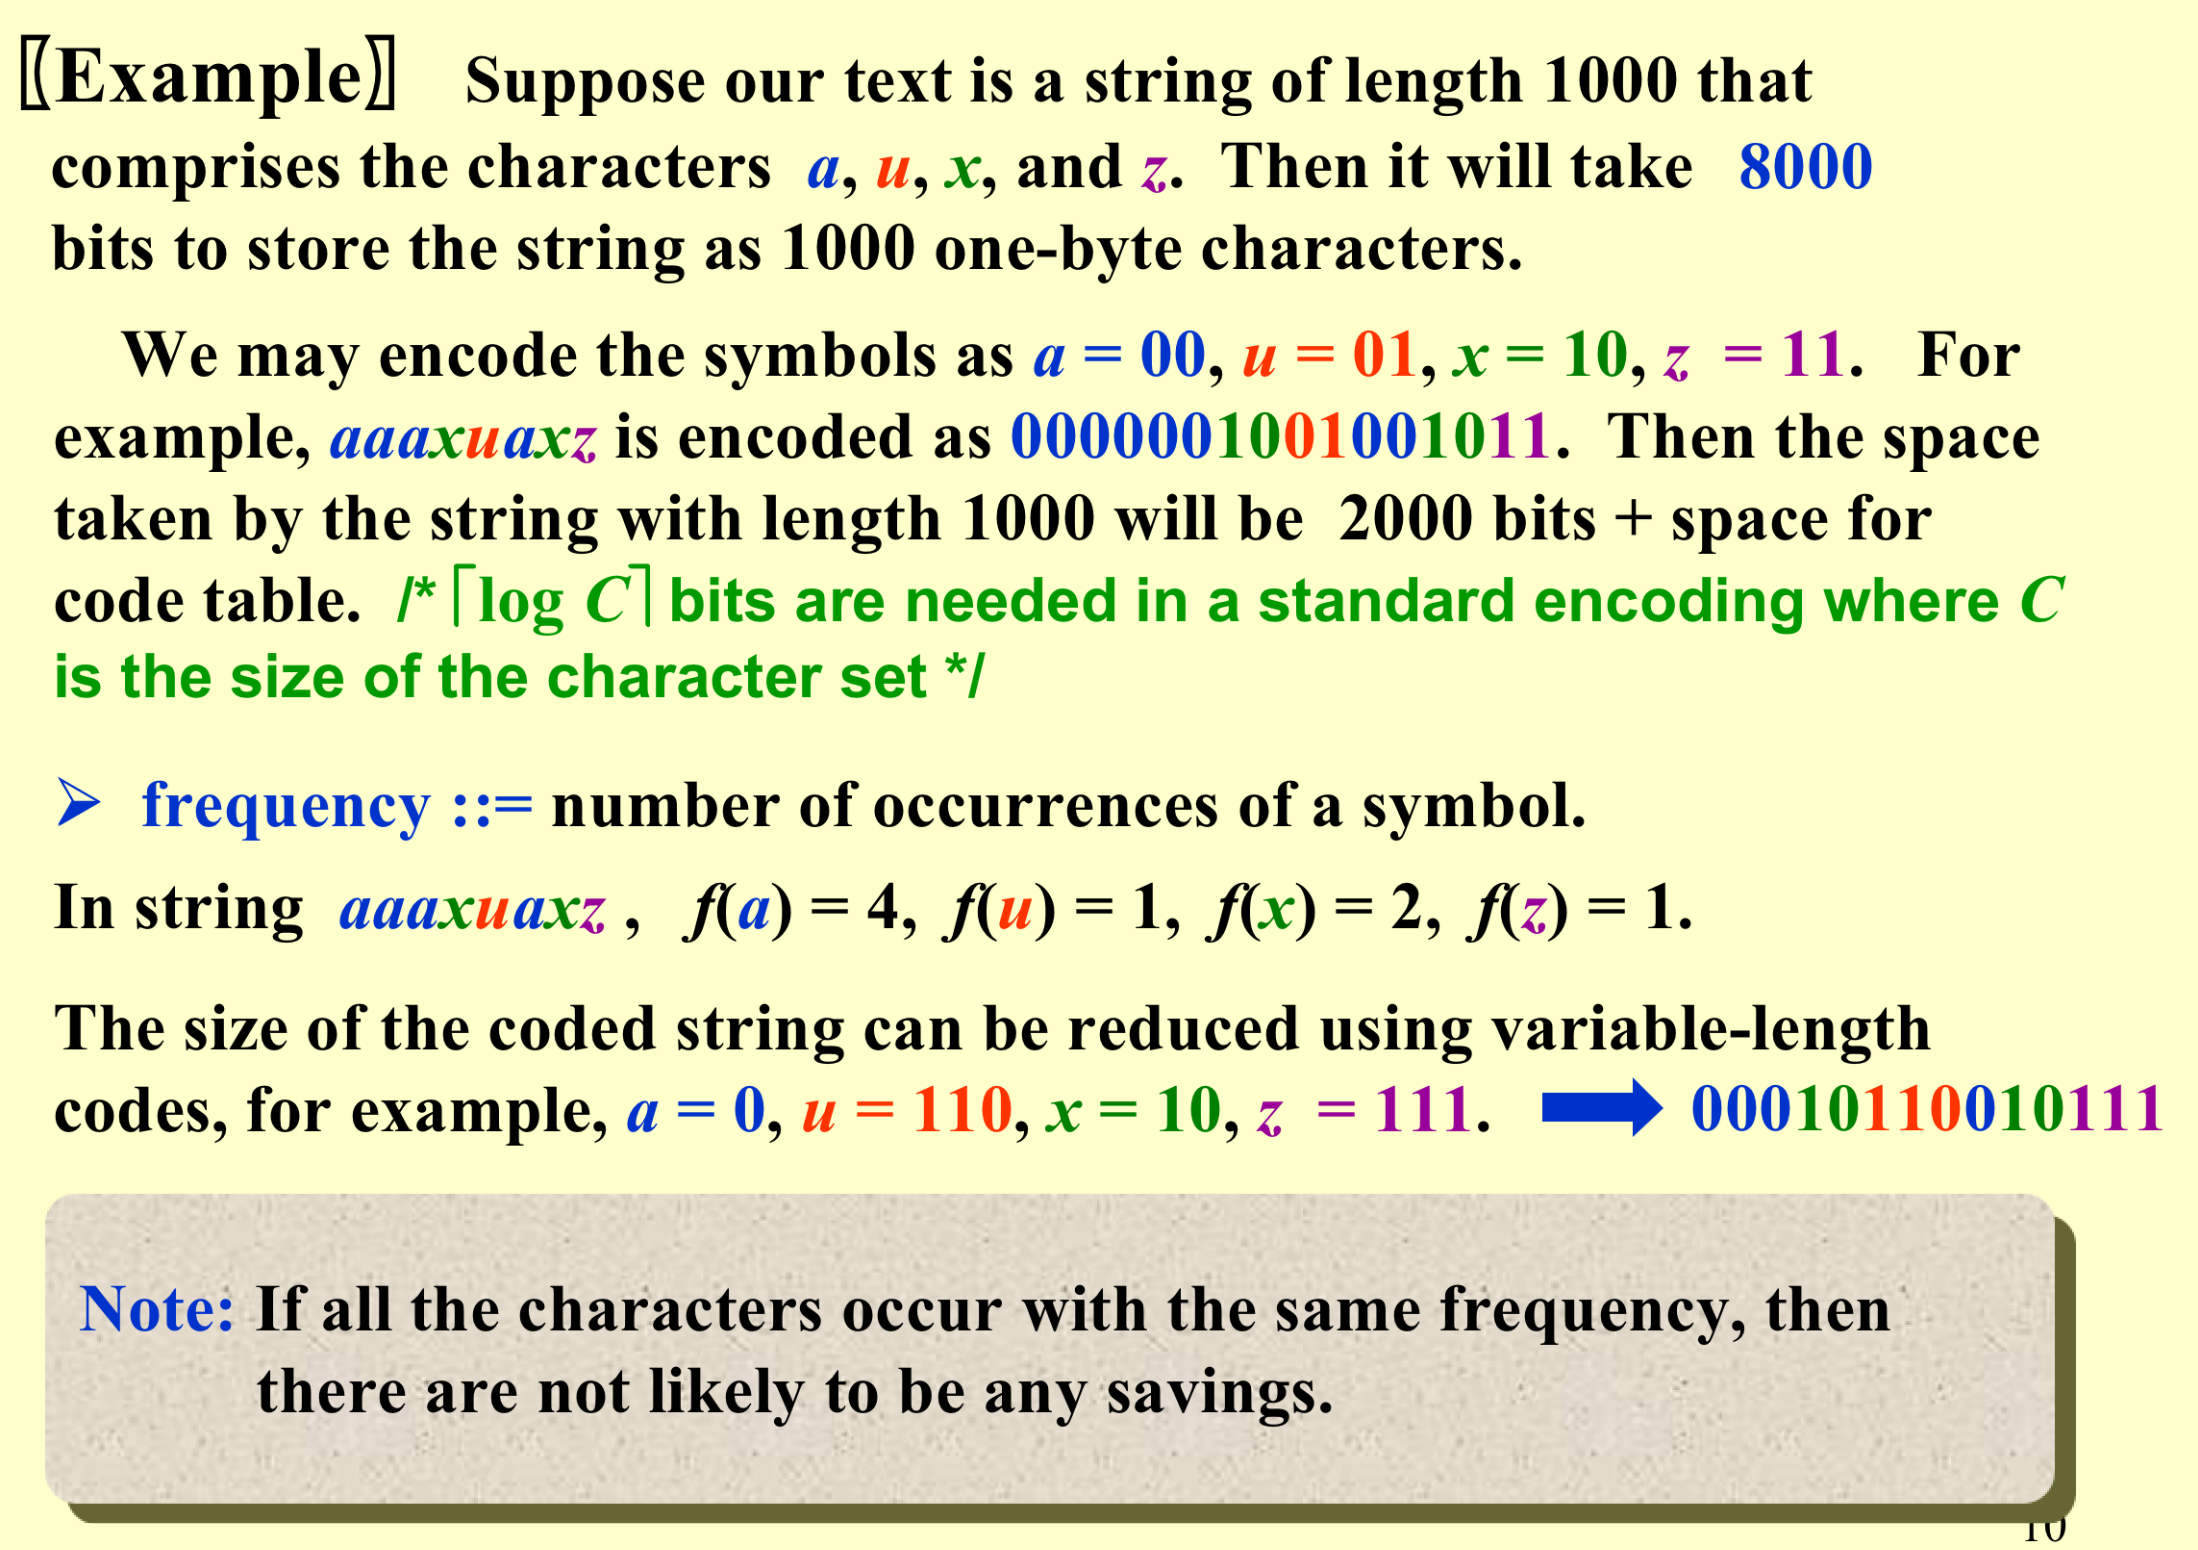 〖Example〗 Suppose our text is a string of length 1000 that
comprises the characters a, u, x, and z. Then it will take 8000
bits to store the string as 1000 one-byte characters.
We may encode the symbols as a = 00, u = 01, x = 10, z = 11. For
example, aaaxuaxz is encoded as 0000001001001011. Then the space
taken by the string with length 1000 will be 2000 bits + space for
code table. /* ⌈log C⌉ bits are needed in a standard encoding where C
is the size of the character set */
➢ frequency ::= number of occurrences of a symbol.
In string aaaxuaxz , f(a) = 4, f(u) = 1, f(x) = 2, f(z) = 1.
The size of the coded string can be reduced using variable-length
codes, for example, a = 0, u = 110, x = 10, z = 111. 00010110010111
Note: If all the characters occur with the same frequency, then
there are not likely to be any savings.
10